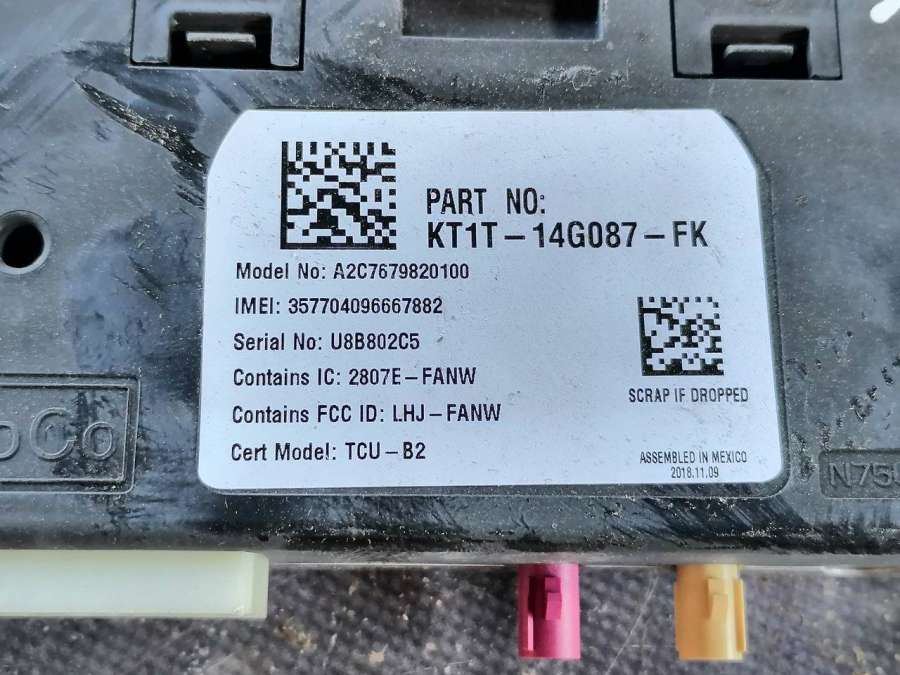 PART NO:
KT1T-14G087-FK
Model No: A2C7679820100
IMEI: 357704096667882
Serial No: U8B802C5
Contains IC: 2807E-FANW
Contains FCC ID: LHJ-FANW
Cert Model: TCU-B2
SCRAP IF DROPPED
ASSEMBLED IN MEXICO
2018.11.09